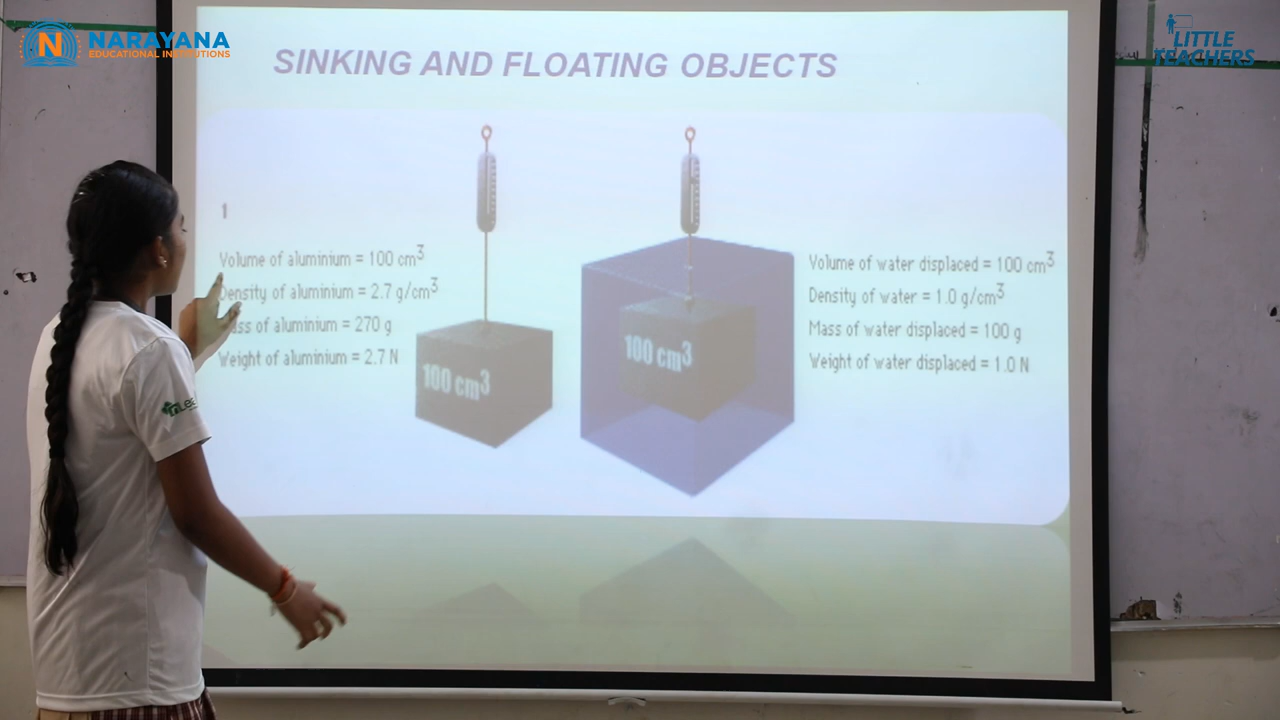 NARAYANA
EDUCATIONAL INSTITUTIONS
LITTLE
TEACHERS
SINKING AND FLOATING OBJECTS
1
Volume of aluminium = 100 cm³
Density of aluminium = 2.7 g/cm³
Mass of aluminium = 270 g
Weight of aluminium = 2.7 N
100 cm³
100 cm³
Volume of water displaced = 100 cm³
Density of water = 1.0 g/cm³
Mass of water displaced = 100 g
Weight of water displaced = 1.0 N